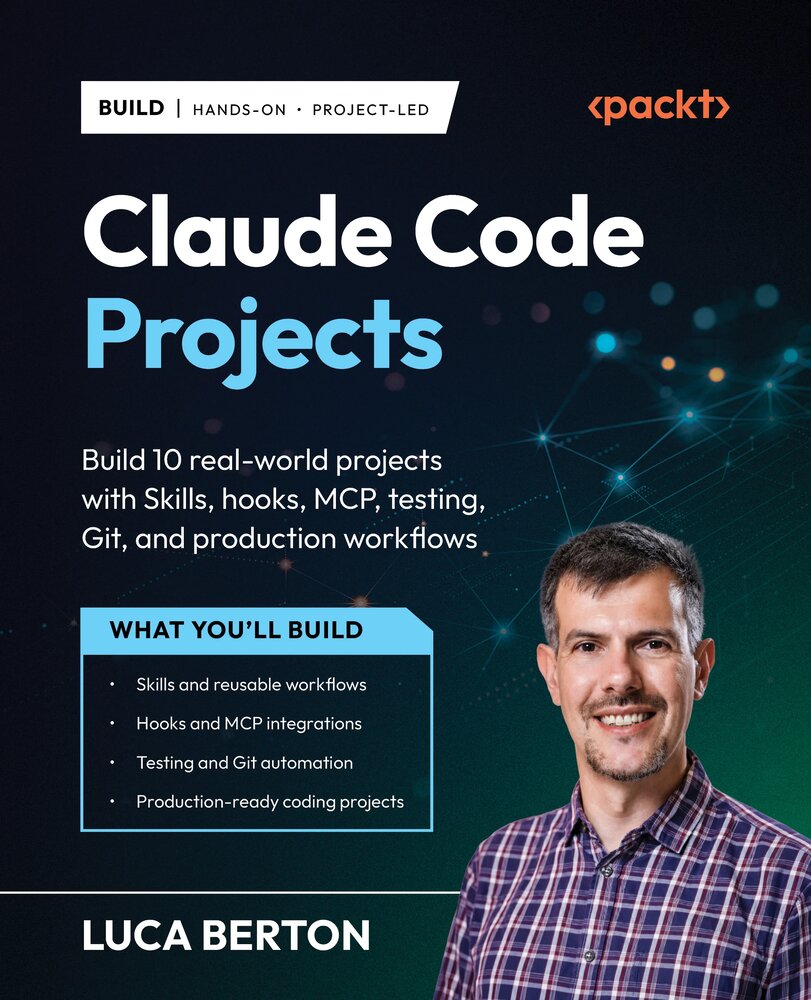 BUILD | HANDS-ON • PROJECT-LED
<packt>
Claude Code
Projects
Build 10 real-world projects
with Skills, hooks, MCP, testing,
Git, and production workflows
WHAT YOU'LL BUILD
• Skills and reusable workflows
• Hooks and MCP integrations
• Testing and Git automation
• Production-ready coding projects
LUCA BERTON